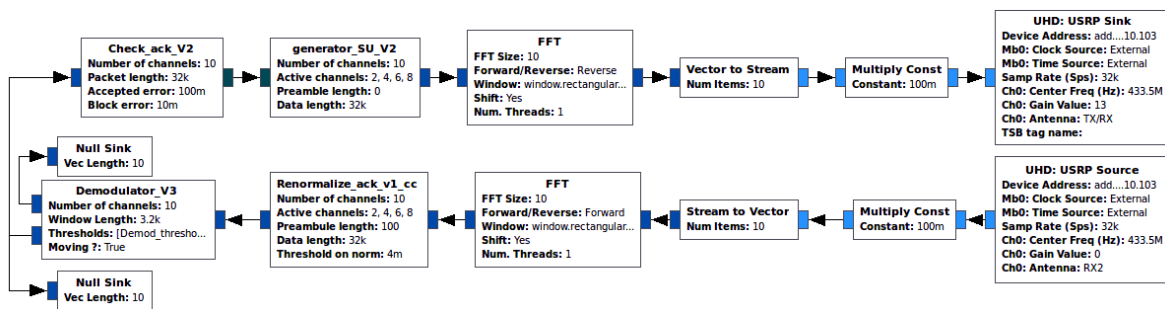 Check_ack_V2
Number of channels: 10
Packet length: 32k
Accepted error: 100m
Block error: 10m
generator_SU_V2
Number of channels: 10
Active channels: 2, 4, 6, 8
Preamble length: 0
Data length: 32k
FFT
FFT Size: 10
Forward/Reverse: Reverse
Window: window.rectangular...
Shift: Yes
Num. Threads: 1
Vector to Stream
Num Items: 10
Multiply Const
Constant: 100m
UHD: USRP Sink
Device Address: add....10.103
Mb0: Clock Source: External
Mb0: Time Source: External
Samp Rate (Sps): 32k
Ch0: Center Freq (Hz): 433.5M
Ch0: Gain Value: 13
Ch0: Antenna: TX/RX
TSB tag name:
Null Sink
Vec Length: 10
Demodulator_V3
Number of channels: 10
Window Length: 3.2k
Thresholds: [Demod_thresho...
Moving ?: True
Null Sink
Vec Length: 10
Renormalize_ack_v1_cc
Number of channels: 10
Active channels: 2, 4, 6, 8
Preambule length: 100
Data length: 32k
Threshold on norm: 4m
FFT
FFT Size: 10
Forward/Reverse: Forward
Window: window.rectangular...
Shift: Yes
Num. Threads: 1
Stream to Vector
Num Items: 10
Multiply Const
Constant: 100m
UHD: USRP Source
Device Address: add....10.103
Mb0: Clock Source: External
Mb0: Time Source: External
Samp Rate (Sps): 32k
Ch0: Center Freq (Hz): 433.5M
Ch0: Gain Value: 0
Ch0: Antenna: RX2